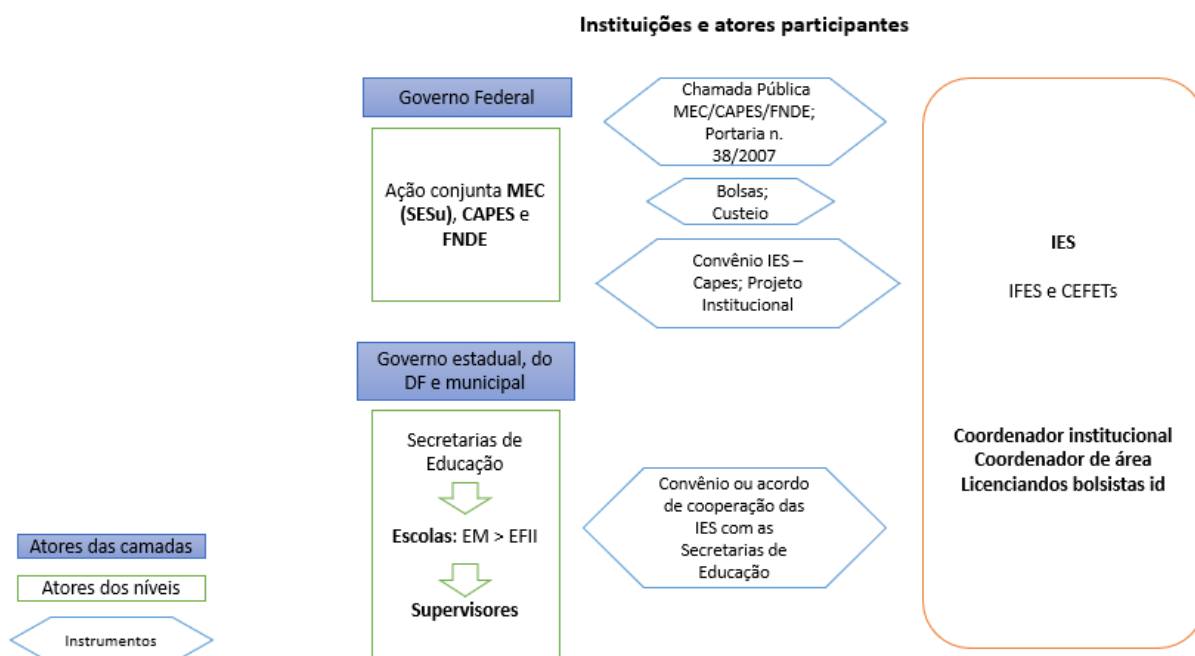 Instituições e atores participantes
Governo Federal
Ação conjunta MEC
(SESu), CAPES e
FNDE
Chamada Pública
MEC/CAPES/FNDE;
Portaria n.
38/2007
Bolsas;
Custeio
Convênio IES –
Capes; Projeto
Institucional
IES
IFES e CEFETs
Governo estadual, do
DF e municipal
Secretarias de
Educação
Escolas: EM > EFII
Supervisores
Convênio ou acordo
de cooperação das
IES com as
Secretarias de
Educação
Coordenador institucional
Coordenador de área
Licenciandos bolsistas id
Atores das camadas
Atores dos níveis
Instrumentos